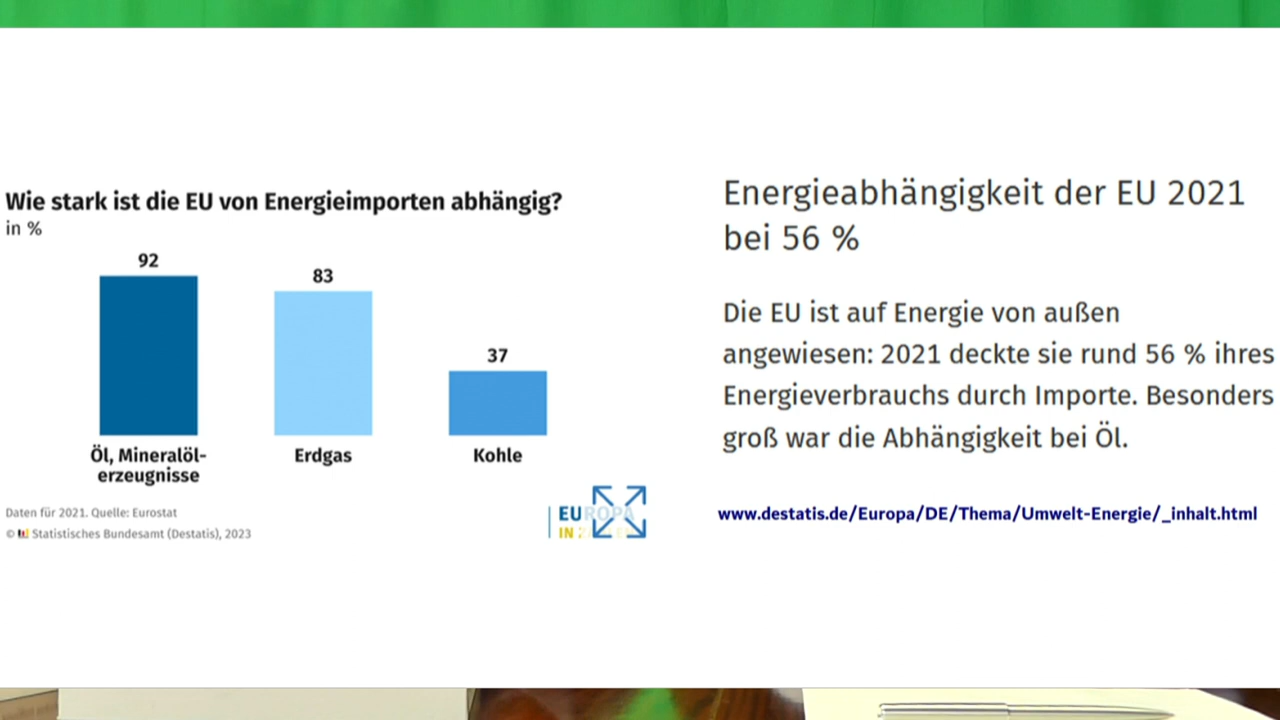 Wie stark ist die EU von Energieimporten abhängig?
in %
92
83
37
Öl, Mineralöl-
erzeugnisse
Erdgas
Kohle
Daten für 2021. Quelle: Eurostat
© Statistisches Bundesamt (Destatis), 2023
EUROPA
IN
Energieabhängigkeit der EU 2021
bei 56 %
Die EU ist auf Energie von außen
angewiesen: 2021 deckte sie rund 56 % ihres
Energieverbrauchs durch Importe. Besonders
groß war die Abhängigkeit bei Öl.
www.destatis.de/Europa/DE/Thema/Umwelt-Energie/_inhalt.html